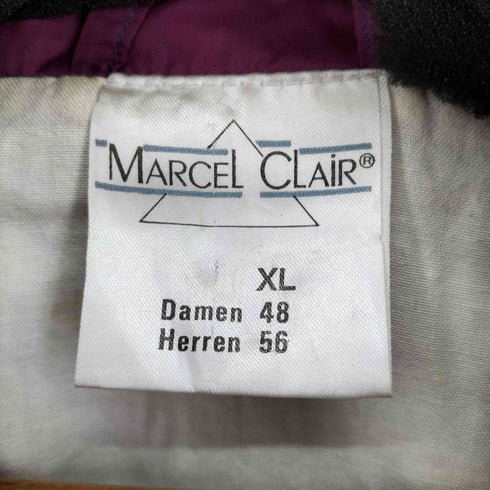 MARCEL CLAIR®
XL
Damen 48
Herren 56